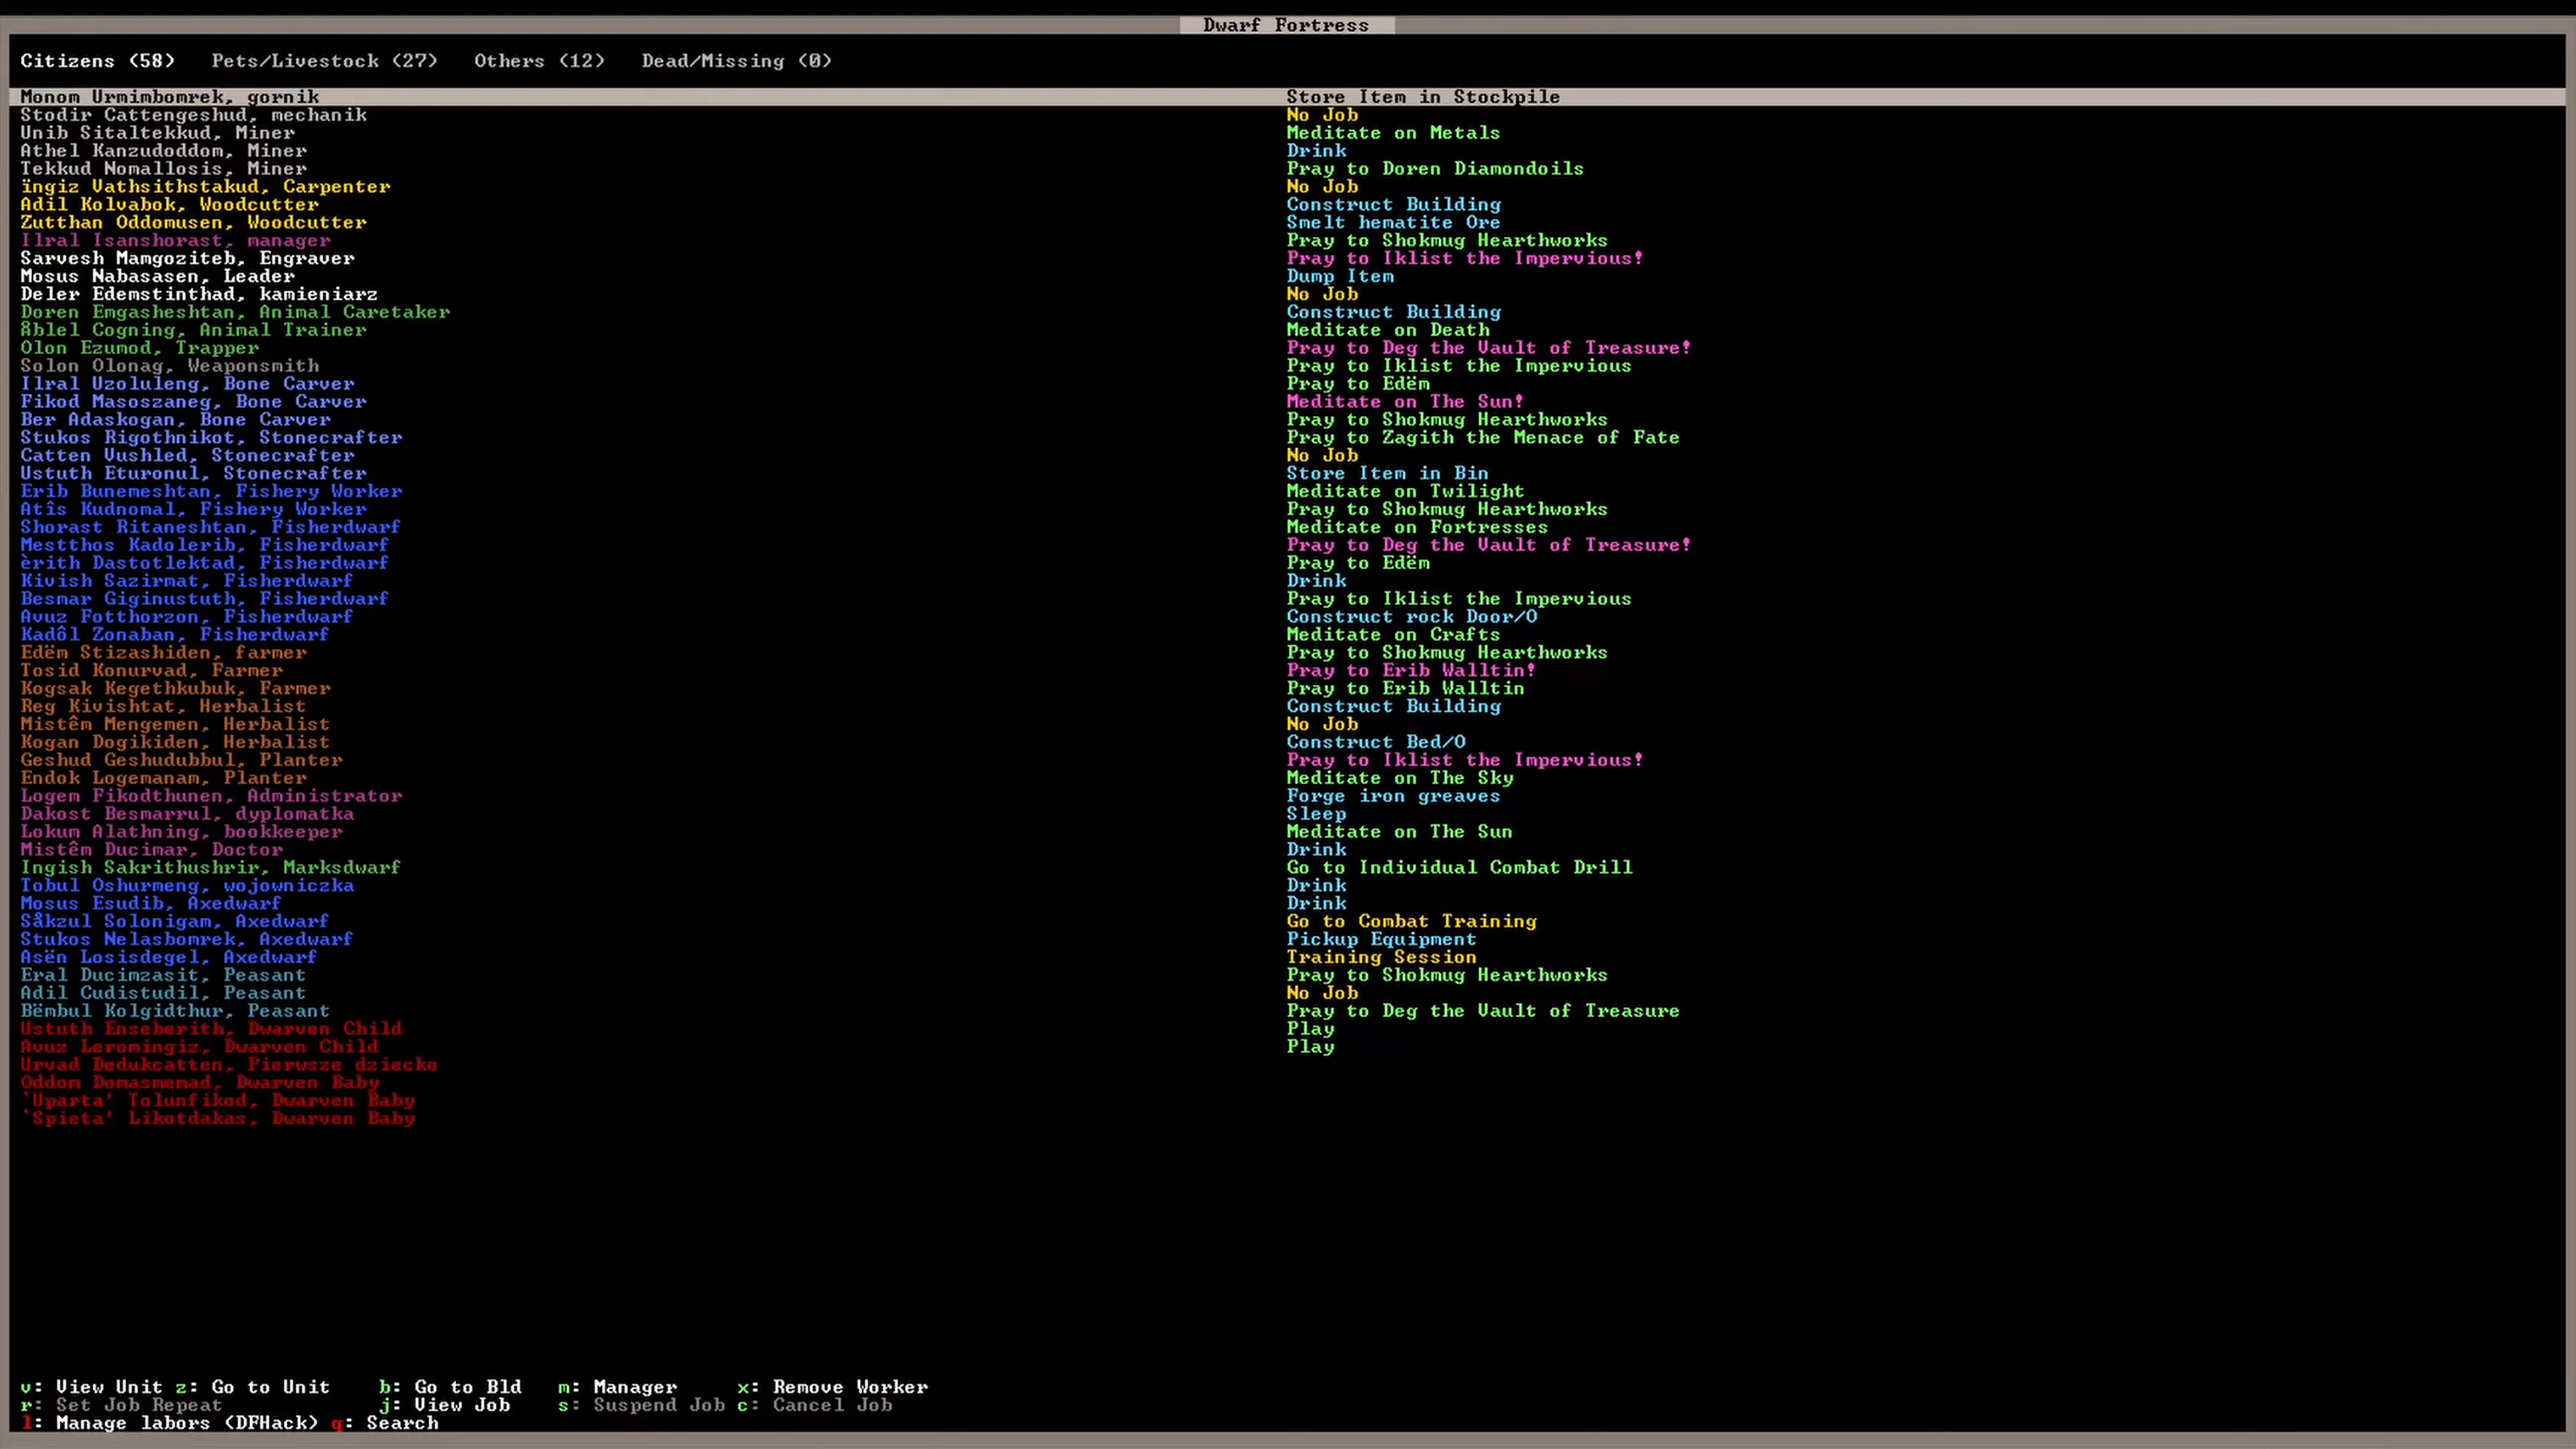 Dwarf Fortress
Citizens (58) Pets/Livestock (27) Others (12) Dead/Missing (0)
Monom Urmimbomrek, gornik Store Item in Stockpile
Stodir Cattengeshud, mechanik No Job
Unib Sitaltekkud, Miner Meditate on Metals
Athel Kanzudoddom, Miner Drink
Tekkud Nomallosis, Miner Pray to Doren Diamondoils
ïngiz Vathsithstakud, Carpenter No Job
Adil Kolvabok, Woodcutter Construct Building
Zutthan Oddomusen, Woodcutter Smelt hematite Ore
Ilral Isanshorast, manager Pray to Shokmug Hearthworks
Sarvesh Mamgoziteb, Engraver Pray to Iklist the Impervious!
Mosus Nabasasen, Leader Dump Item
Deler Edemstinthad, kamieniarz No Job
Doren Emgasheshtan, Animal Caretaker Construct Building
Åblel Cogning, Animal Trainer Meditate on Death
Olon Ezumod, Trapper Pray to Deg the Vault of Treasure!
Solon Olonag, Weaponsmith Pray to Iklist the Impervious
Ilral Uzoluleng, Bone Carver Pray to Edëm
Fikod Masoszaneg, Bone Carver Meditate on The Sun!
Ber Adaskogan, Bone Carver Pray to Shokmug Hearthworks
Stukos Rigothnikot, Stonecrafter Pray to Zagith the Menace of Fate
Catten Vushled, Stonecrafter No Job
Ustuth Eturonul, Stonecrafter Store Item in Bin
Erib Bunemeshtan, Fishery Worker Meditate on Twilight
Atîs Kudnomal, Fishery Worker Pray to Shokmug Hearthworks
Shorast Ritaneshtan, Fisherdwarf Meditate on Fortresses
Mestthos Kadolerib, Fisherdwarf Pray to Deg the Vault of Treasure!
èrith Dastotlektad, Fisherdwarf Pray to Edëm
Kivish Sazirmat, Fisherdwarf Drink
Besmar Giginustuth, Fisherdwarf Pray to Iklist the Impervious
Avuz Fotthorzon, Fisherdwarf Construct rock Door/O
Kadôl Zonaban, Fisherdwarf Meditate on Crafts
Edëm Stizashiden, farmer Pray to Shokmug Hearthworks
Tosid Konurvad, Farmer Pray to Erib Walltin!
Kogsak Kegethkubuk, Farmer Pray to Erib Walltin
Reg Kivishtat, Herbalist Construct Building
Mistêm Mengemen, Herbalist No Job
Kogan Dogikiden, Herbalist Construct Bed/O
Geshud Geshudubbul, Planter Pray to Iklist the Impervious!
Endok Logemanam, Planter Meditate on The Sky
Logem Fikodthunen, Administrator Forge iron greaves
Dakost Besmarrul, dyplomatka Sleep
Lokum Alathning, bookkeeper Meditate on The Sun
Mistêm Ducimar, Doctor Drink
Ingish Sakrithushrir, Marksdwarf Go to Individual Combat Drill
Tobul Oshurmeng, wojowniczka Drink
Mosus Esudib, Axedwarf Drink
Såkzul Solonigam, Axedwarf Go to Combat Training
Stukos Nelasbomrek, Axedwarf Pickup Equipment
Asën Losisdegel, Axedwarf Training Session
Eral Ducimzasit, Peasant Pray to Shokmug Hearthworks
Adil Cudistudil, Peasant No Job
Bëmbul Kolgidthur, Peasant Pray to Deg the Vault of Treasure
Ustuth Enseberith, Dwarven Child Play
Avuz Leromingiz, Dwarven Child Play
Urvad Dedukcatten, Pierwsze dziecko
Oddom Domasmemad, Dwarven Baby
`Uparta' Tolunfikod, Dwarven Baby
`Spieta' Likotdakas, Dwarven Baby
v: View Unit z: Go to Unit b: Go to Bld m: Manager x: Remove Worker
r: Set Job Repeat j: View Job s: Suspend Job c: Cancel Job
l: Manage labors (DFHack) q: Search